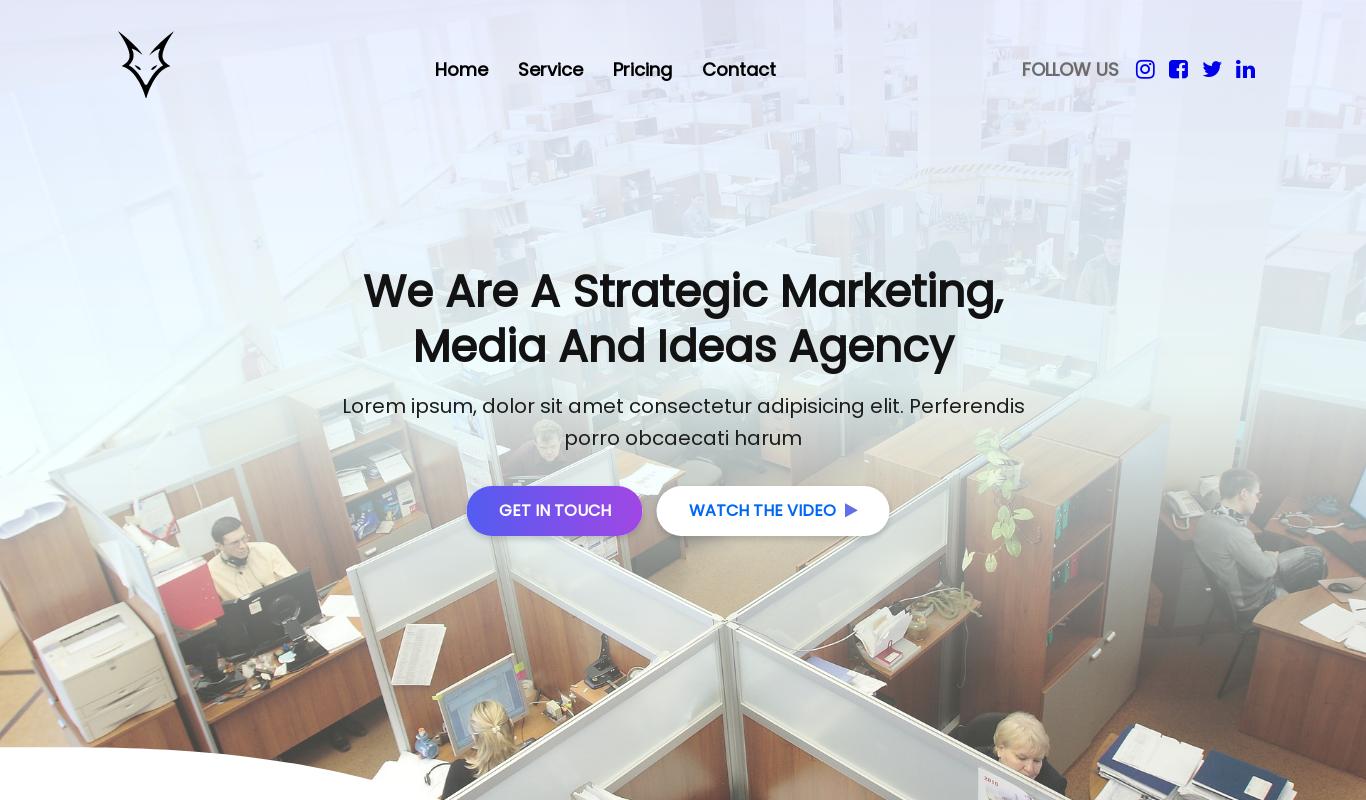 Home Service Pricing Contact FOLLOW US
We Are A Strategic Marketing,
Media And Ideas Agency
Lorem ipsum, dolor sit amet consectetur adipisicing elit. Perferendis
porro obcaecati harum
GET IN TOUCH WATCH THE VIDEO